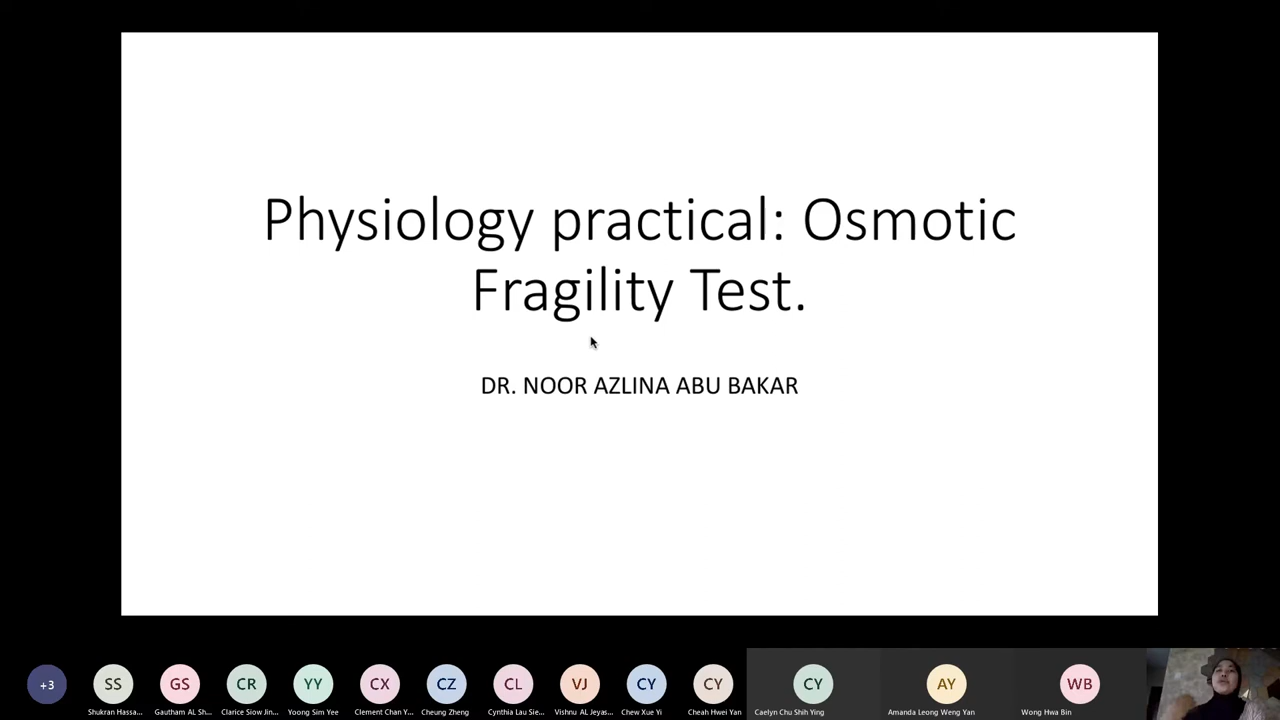 Physiology practical: Osmotic
Fragility Test.
DR. NOOR AZLINA ABU BAKAR
+3
SS
GS
CR
YY
CX
CZ
CL
VJ
CY
CY
CY
AY
WB
Shukran Hassa...
Gautham AL Sh...
Clarice Siow Jin...
Yoong Sim Yee
Clement Chan Y...
Cheung Zheng
Cynthia Lau Sie...
Vishnu AL Jeyas...
Chew Xue Yi
Cheah Hwei Yan
Caelyn Chu Shih Ying
Amanda Leong Weng Yan
Wong Hwa Bin